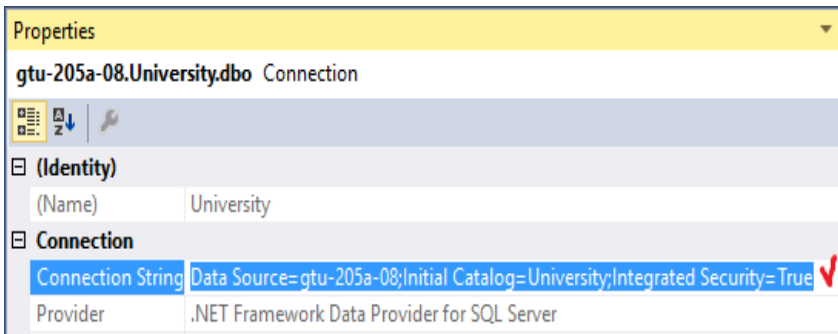 Properties
gtu-205a-08.University.dbo Connection
(Identity)
(Name) University
Connection
Connection String Data Source=gtu-205a-08;Initial Catalog=University;Integrated Security=True
Provider .NET Framework Data Provider for SQL Server